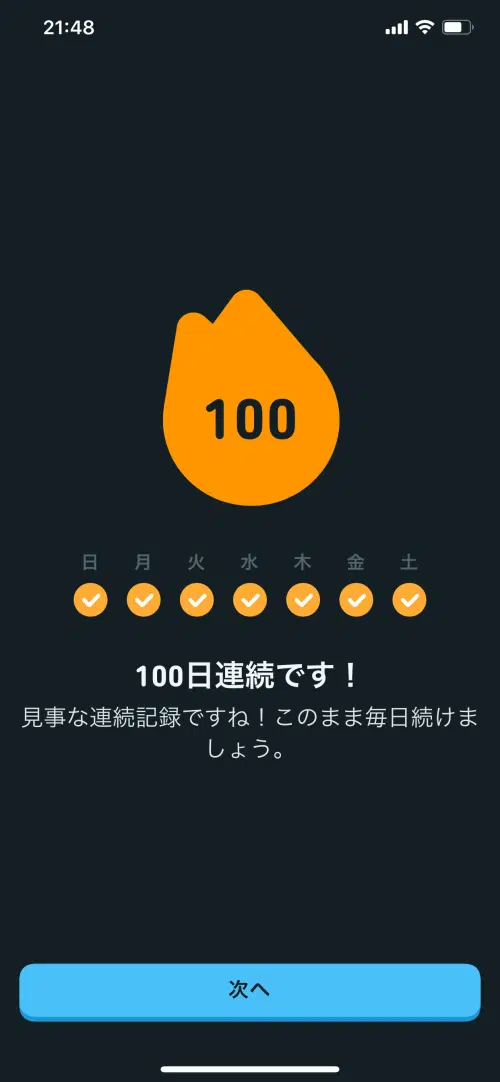 21:48
100
日 月 火 水 木 金 土
100日連続です！
見事な連続記録ですね！このまま毎日続けま
しょう。
次へ